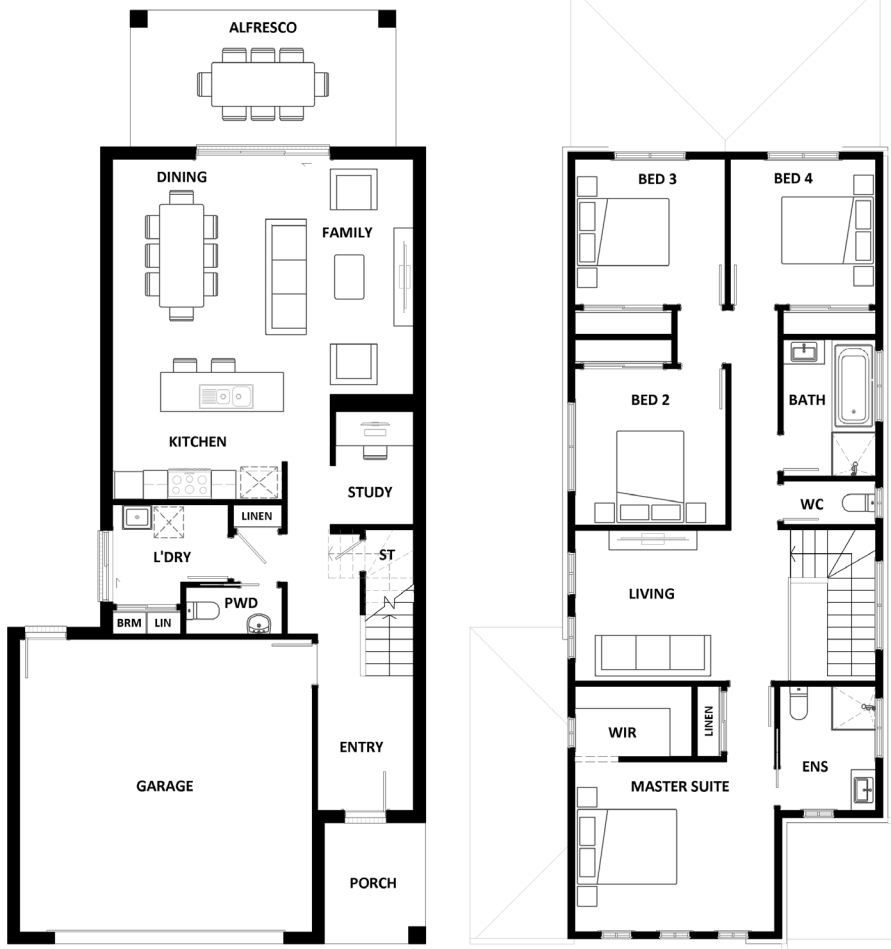 ALFRESCO
DINING
FAMILY
KITCHEN
STUDY
LINEN
L'DRY
ST
PWD
BRM
LIN
ENTRY
GARAGE
PORCH
BED 3
BED 4
BED 2
BATH
WC
LIVING
WIR
LINEN
ENS
MASTER SUITE